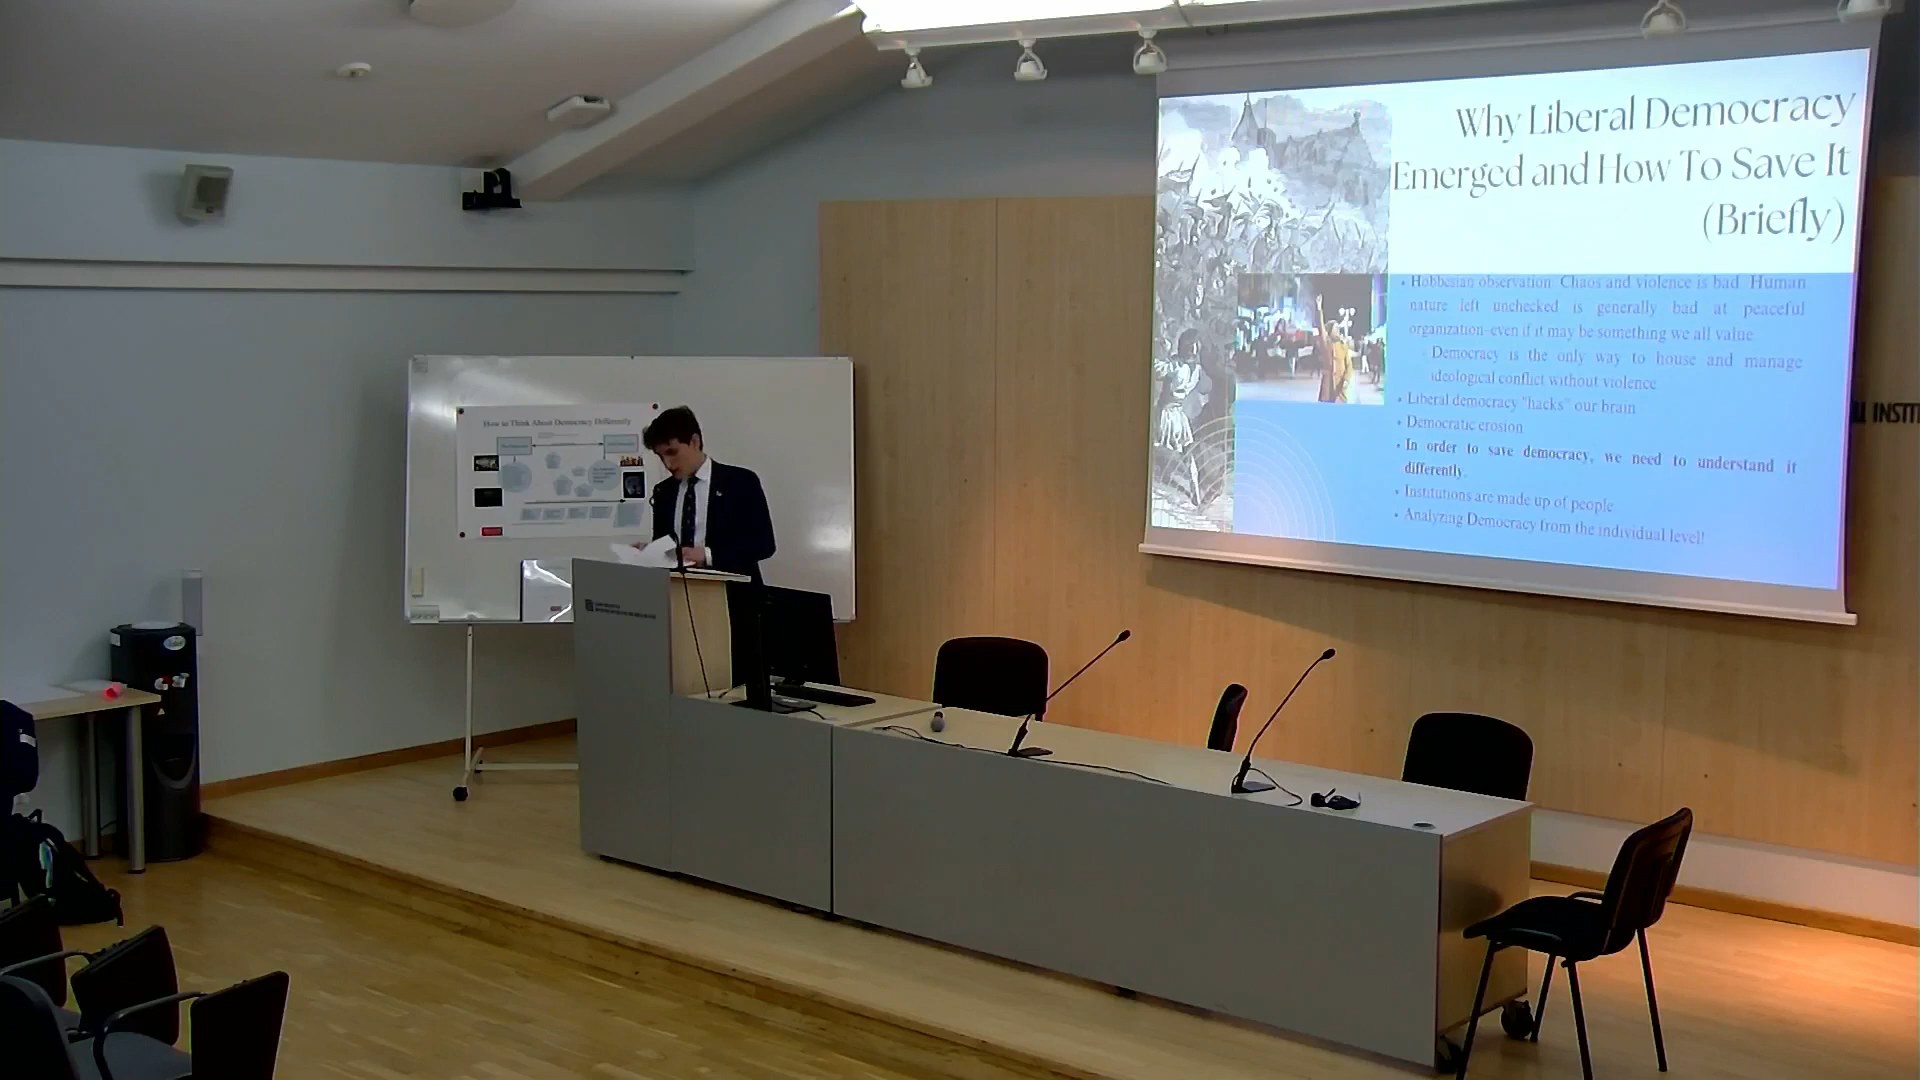 Why Liberal Democracy
Emerged and How To Save It
(Briefly)
Hobbesian observation Chaos and violence is bad Human
nature left unchecked is generally bad at peaceful
organization-even if it may be something we all value.
Democracy is the only way to house and manage
ideological conflict without violence
Liberal democracy "hacks" our brain
Democratic erosion
In order to save democracy, we need to understand it
differently.
Institutions are made up of people
Analyzing Democracy from the individual level!
How to Think About Democracy Differently